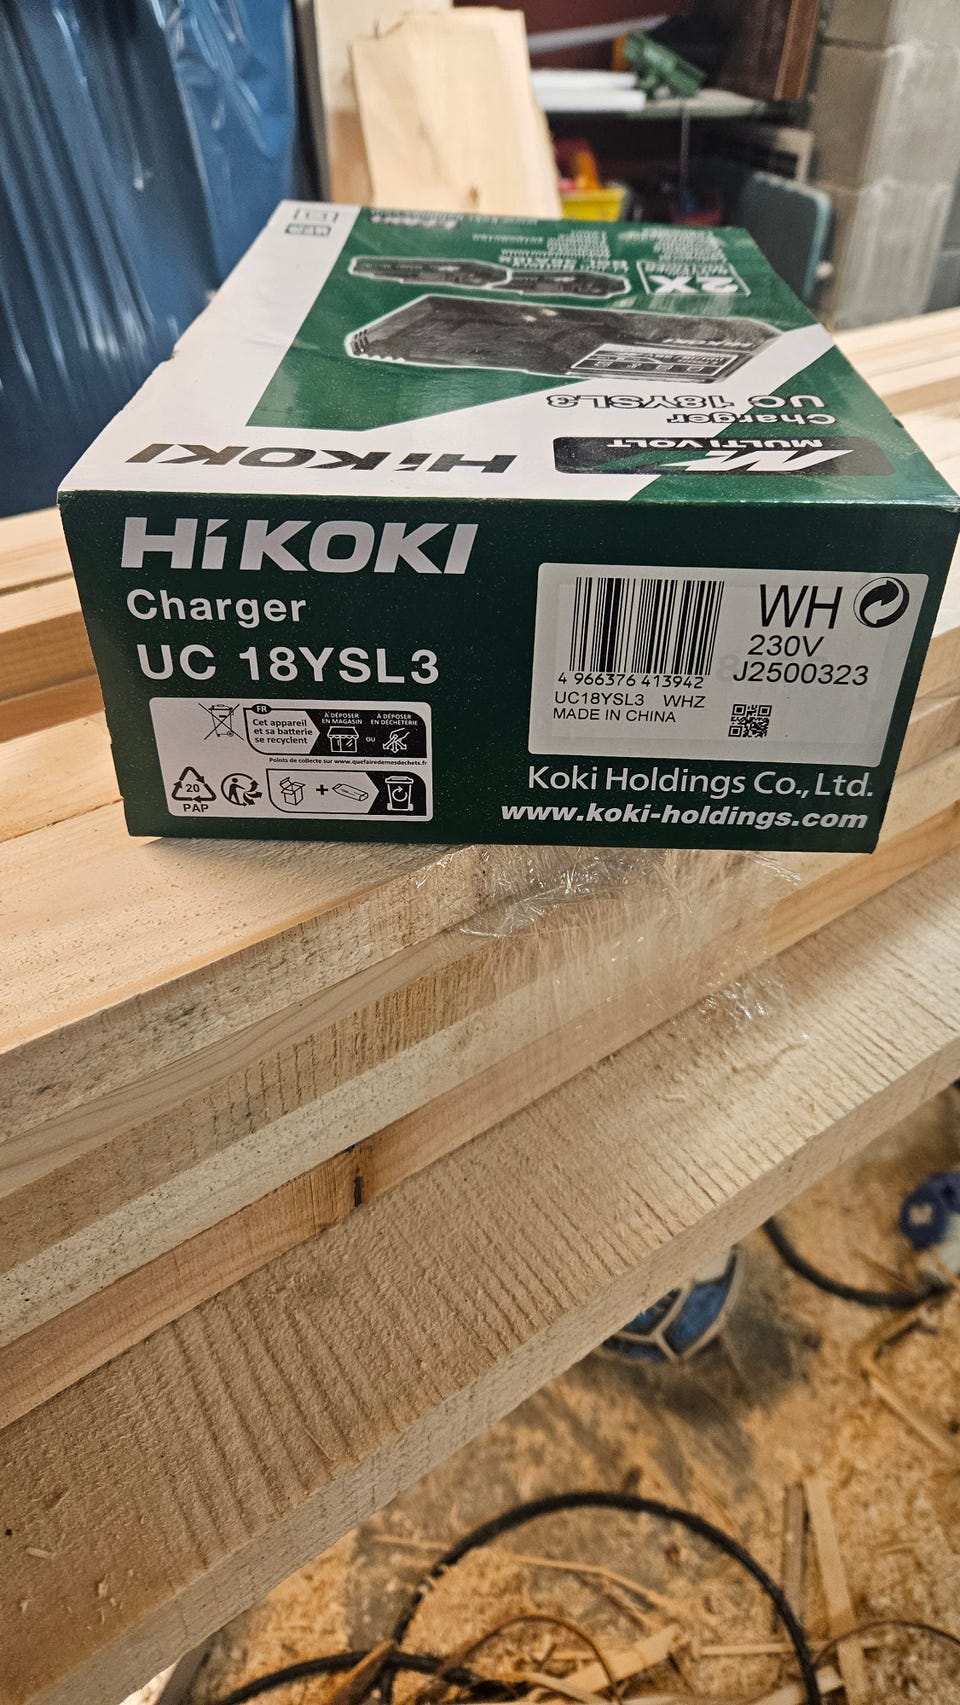 2X
HiKOKI
UC 18YSL3
Charger
MULTI VOLT
HiKOKI
HiKOKI
Charger
UC 18YSL3
FR
Cet appareil
et sa batterie
se recyclent
À DÉPOSER
EN MAGASIN
OU
À DÉPOSER
EN DÉCHÈTERIE
Points de collecte sur www.quefairedemesdechets.fr
20
PAP
+
WH
230V
J2500323
4 966376 413942
UC18YSL3 WHZ
MADE IN CHINA
Koki Holdings Co., Ltd.
www.koki-holdings.com